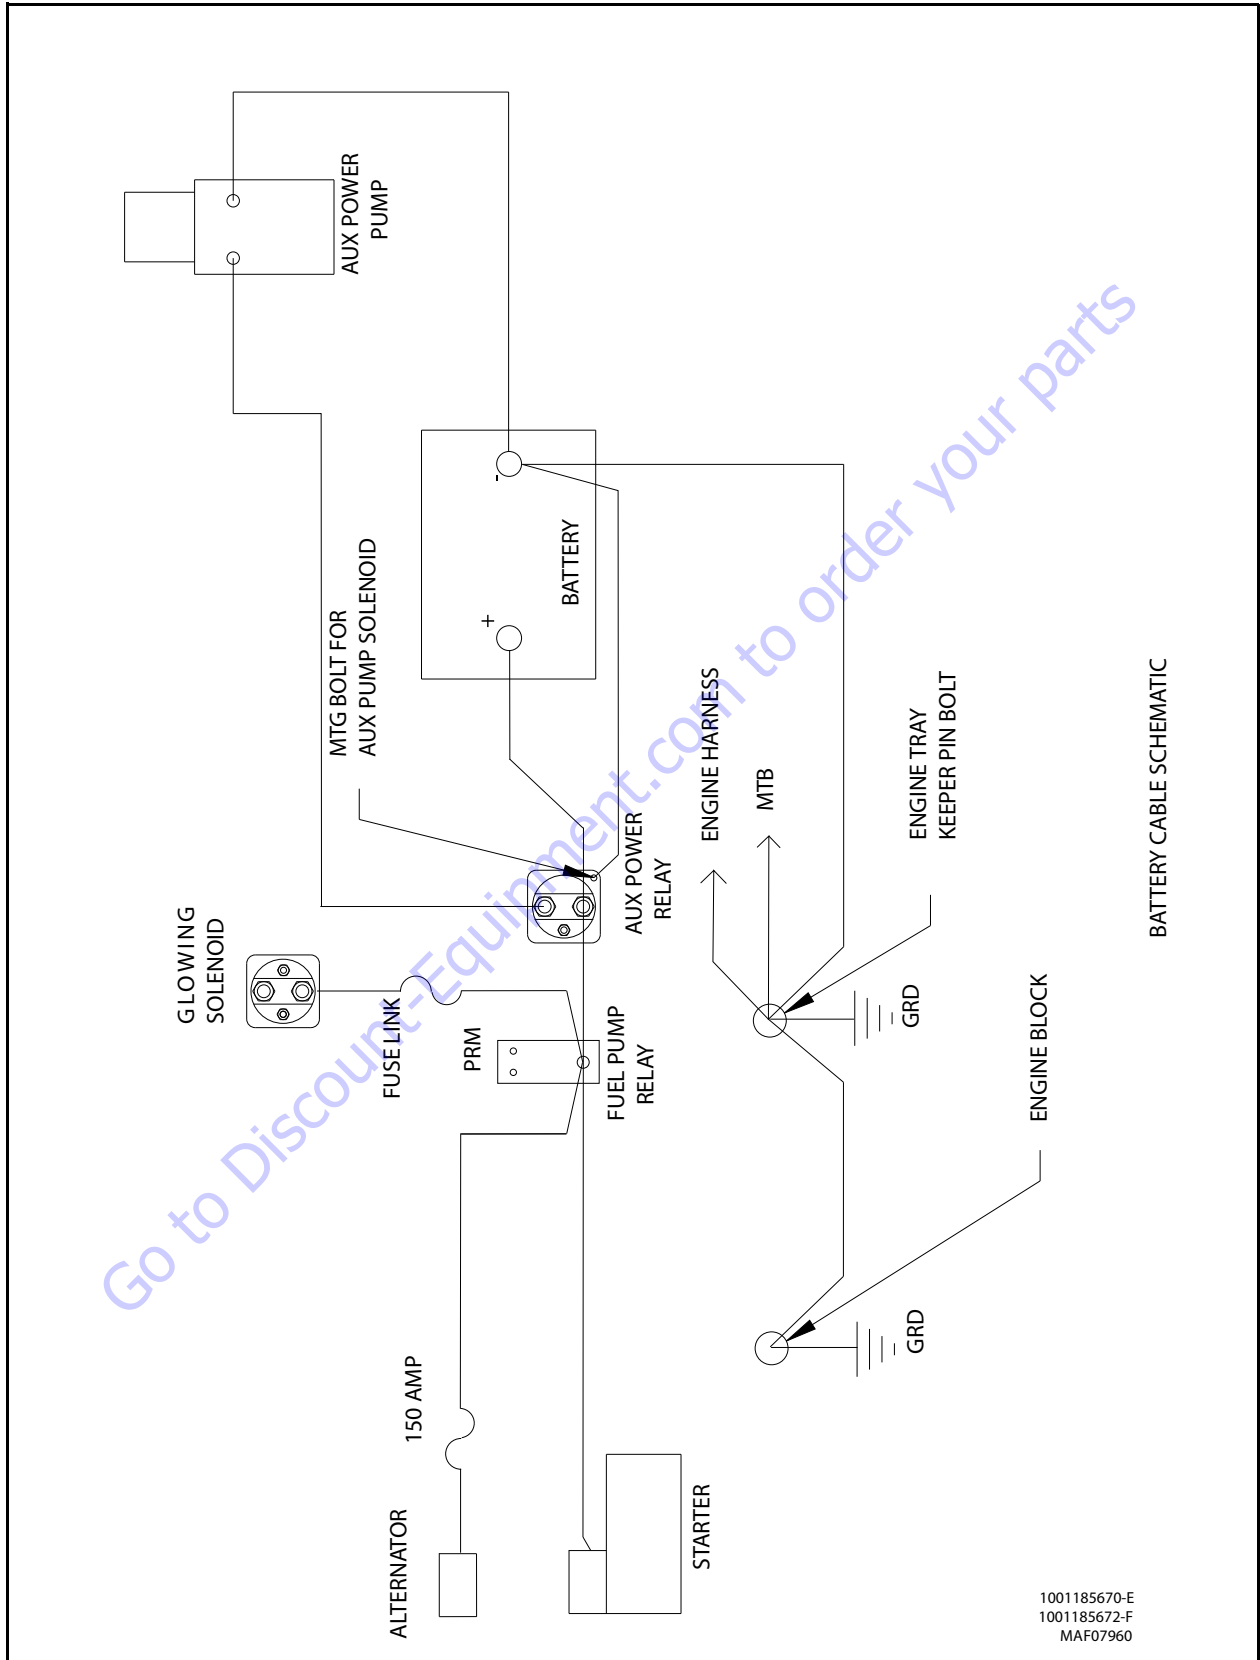 AUX POWER
PUMP
MTG BOLT FOR
AUX PUMP SOLENOID
-
+
BATTERY
GLOWING
SOLENOID
FUSE LINK
PRM
FUEL PUMP
RELAY
AUX POWER
RELAY
ENGINE HARNESS
MTB
ENGINE TRAY
KEEPER PIN BOLT
GRD
ENGINE BLOCK
GRD
150 AMP
ALTERNATOR
STARTER
BATTERY CABLE SCHEMATIC
1001185670-E
1001185672-F
MAF07960
Go to Discount-Equipment.com to order your parts